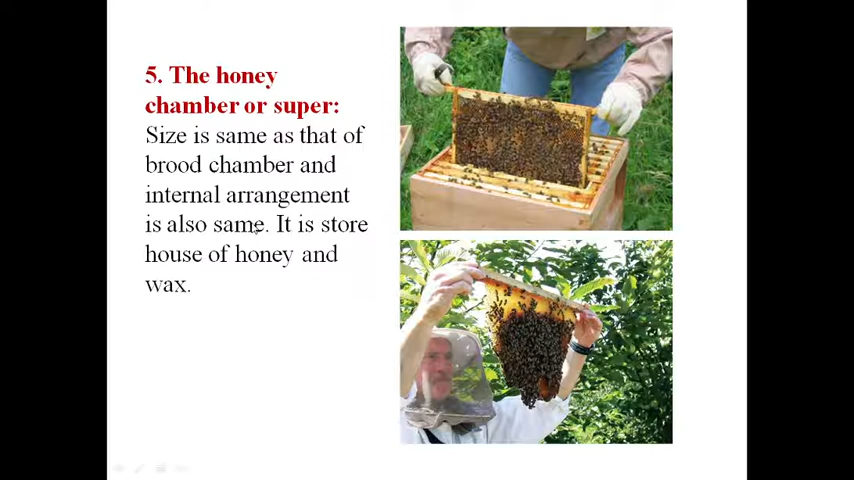 5. The honey
chamber or super:
Size is same as that of
brood chamber and
internal arrangement
is also same. It is store
house of honey and
wax.